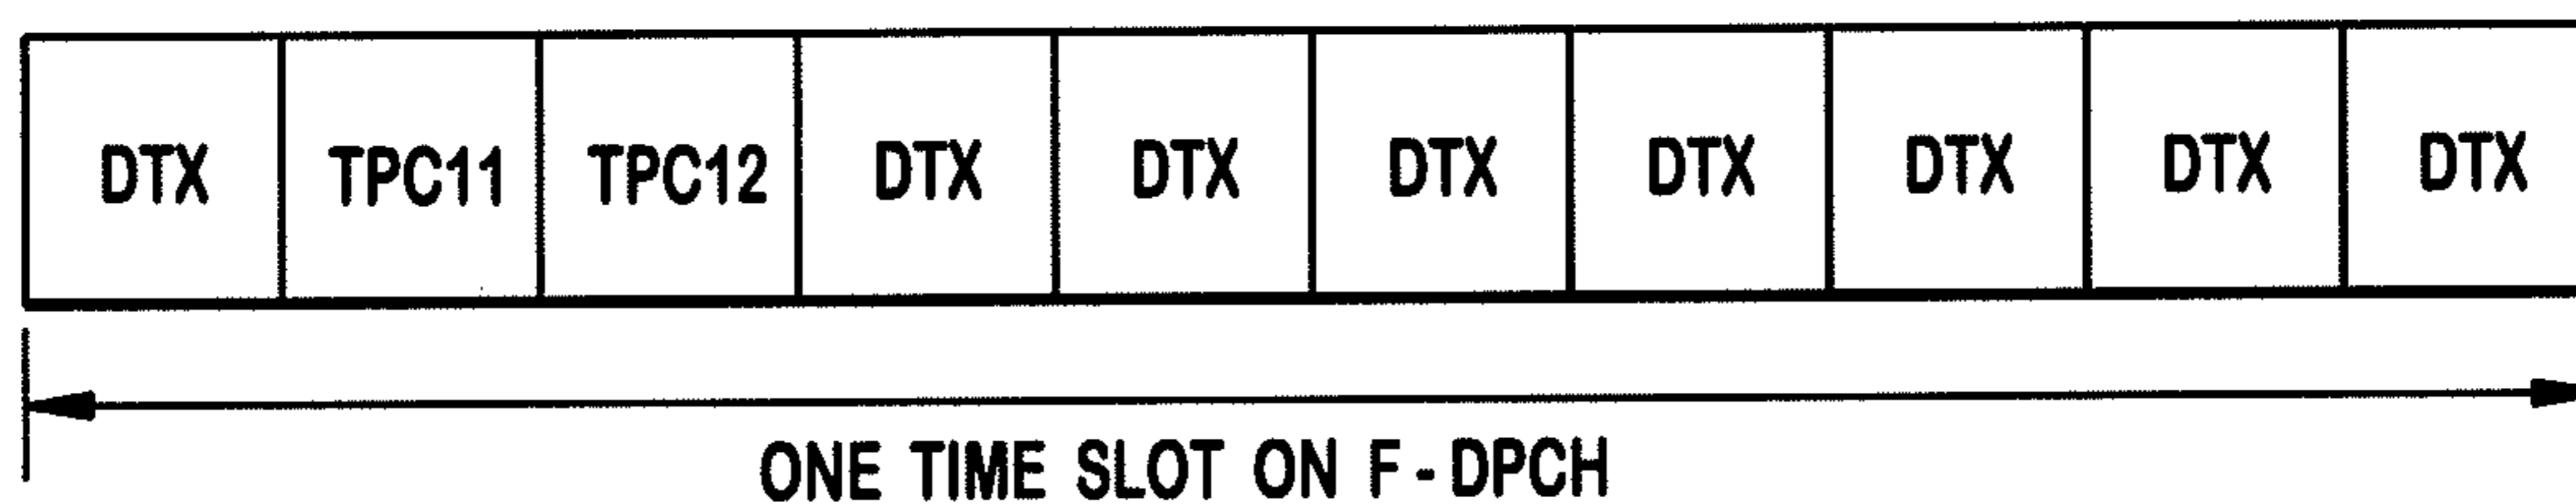 DTX TPC11 TPC12 DTX DTX DTX DTX DTX DTX DTX
ONE TIME SLOT ON F-DPCH